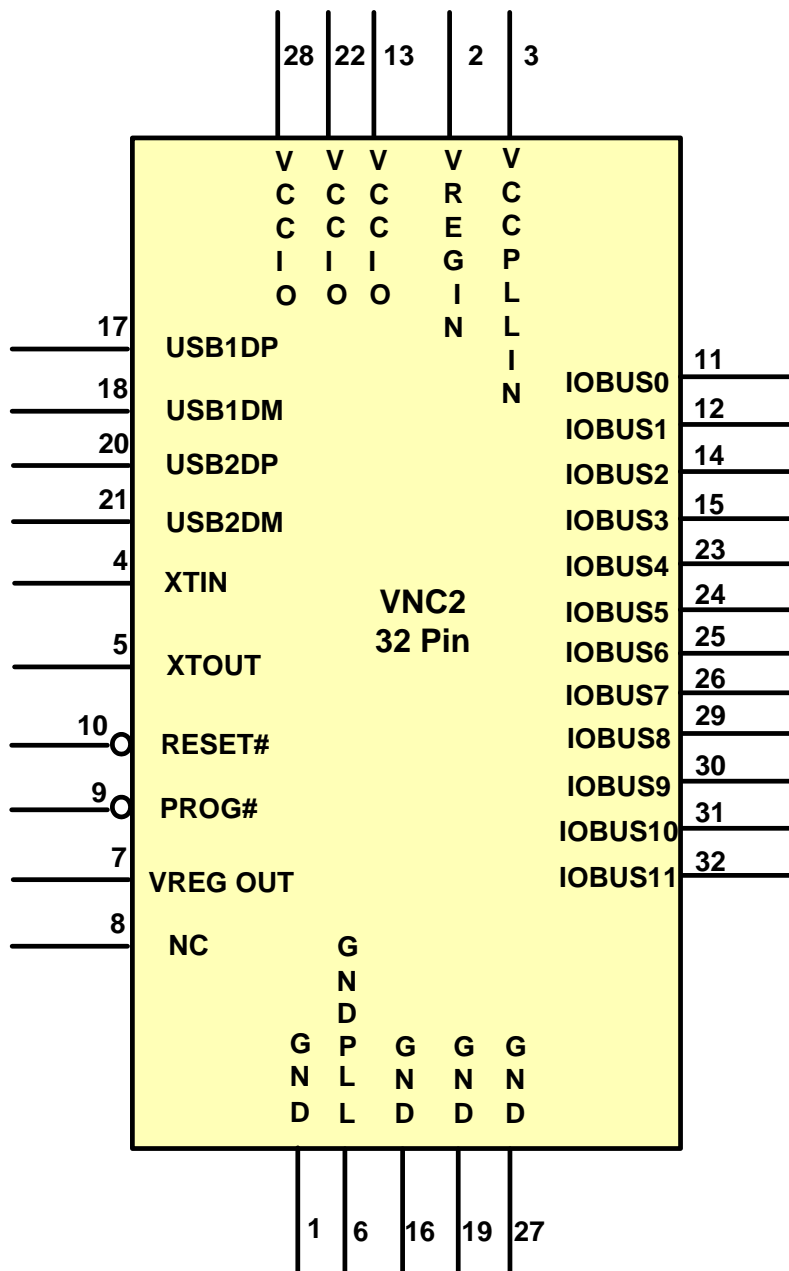 28 22 13 2 3
VCCIO
VCCIO
VCCIO
VREGIN
VCCPLLIN
17 USB1DP
18 USB1DM
20 USB2DP
21 USB2DM
4 XTIN
5 XTOUT
10 RESET#
9 PROG#
7 VREG OUT
8 NC
VNC2
32 Pin
IOBUS0 11
IOBUS1 12
IOBUS2 14
IOBUS3 15
IOBUS4 23
IOBUS5 24
IOBUS6 25
IOBUS7 26
IOBUS8 29
IOBUS9 30
IOBUS10 31
IOBUS11 32
GND
GNDPLL
GND
GND
GND
1 6 16 19 27